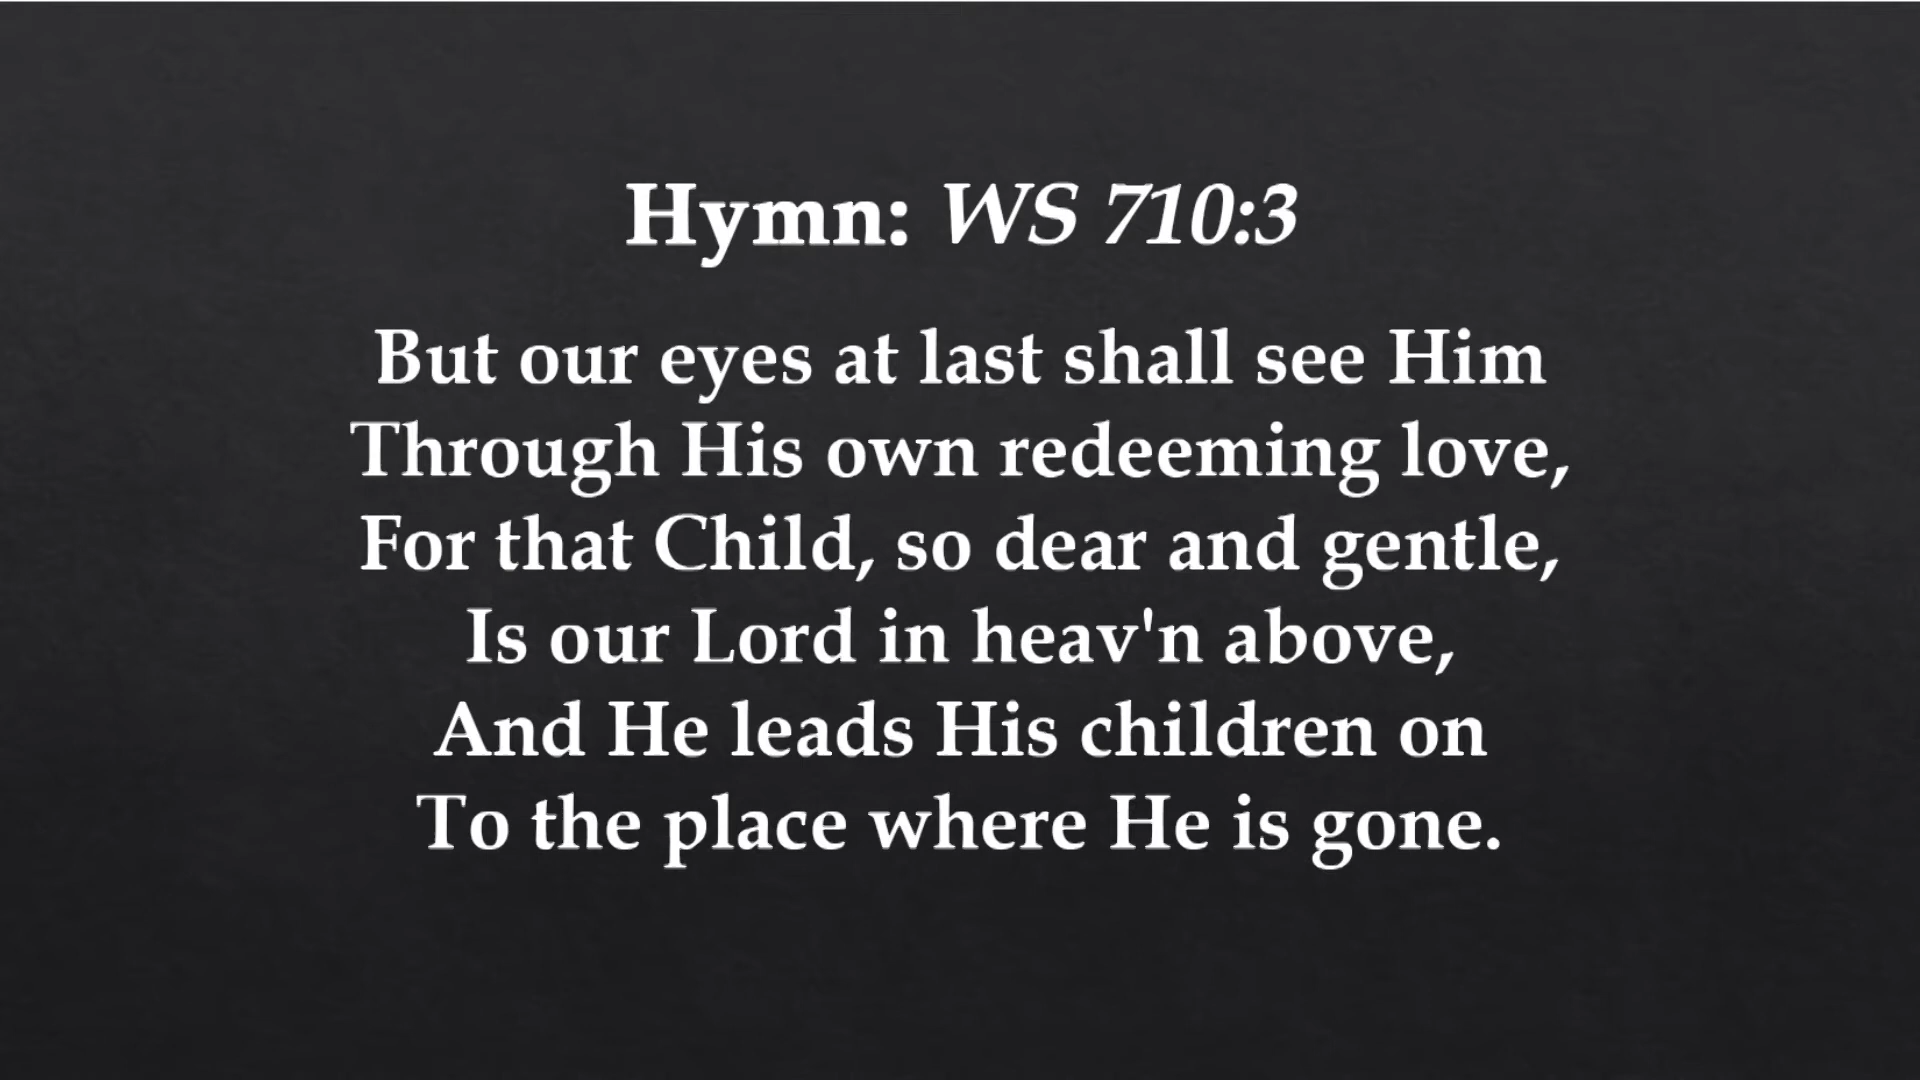 Hymn: WS 710:3
But our eyes at last shall see Him
Through His own redeeming love,
For that Child, so dear and gentle,
Is our Lord in heav'n above,
And He leads His children on
To the place where He is gone.